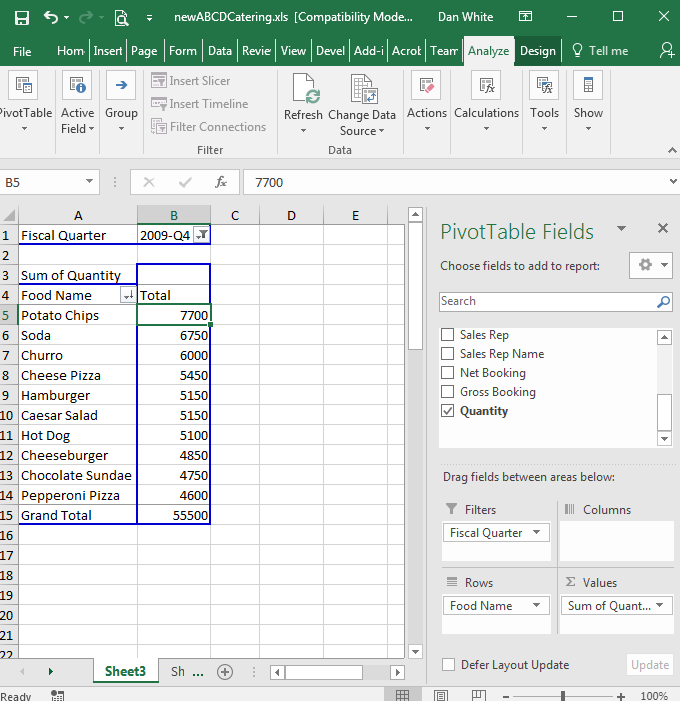 newABCDCatering.xls [Compatibility Mode... Dan White
File Hom Insert Page Form Data Revie View Devel Add-i Acrol Team Analyze Design Tell me
PivotTable Active Field Group Insert Slicer Insert Timeline Filter Connections Filter Refresh Change Data Source Data Actions Calculations Tools Show
B5 fx 7700
A B C D E
1 Fiscal Quarter 2009-Q4
2
3 Sum of Quantity
4 Food Name Total
5 Potato Chips 7700
6 Soda 6750
7 Churro 6000
8 Cheese Pizza 5450
9 Hamburger 5150
10 Caesar Salad 5150
11 Hot Dog 5100
12 Cheeseburger 4850
13 Chocolate Sundae 4750
14 Pepperoni Pizza 4600
15 Grand Total 55500
16
17
18
19
20
21
22
Sheet3 Sh ...
Ready
PivotTable Fields
Choose fields to add to report:
Search
Sales Rep
Sales Rep Name
Net Booking
Gross Booking
Quantity
Drag fields between areas below:
Filters Columns
Fiscal Quarter
Rows Σ Values
Food Name Sum of Quant...
Defer Layout Update Update
100%